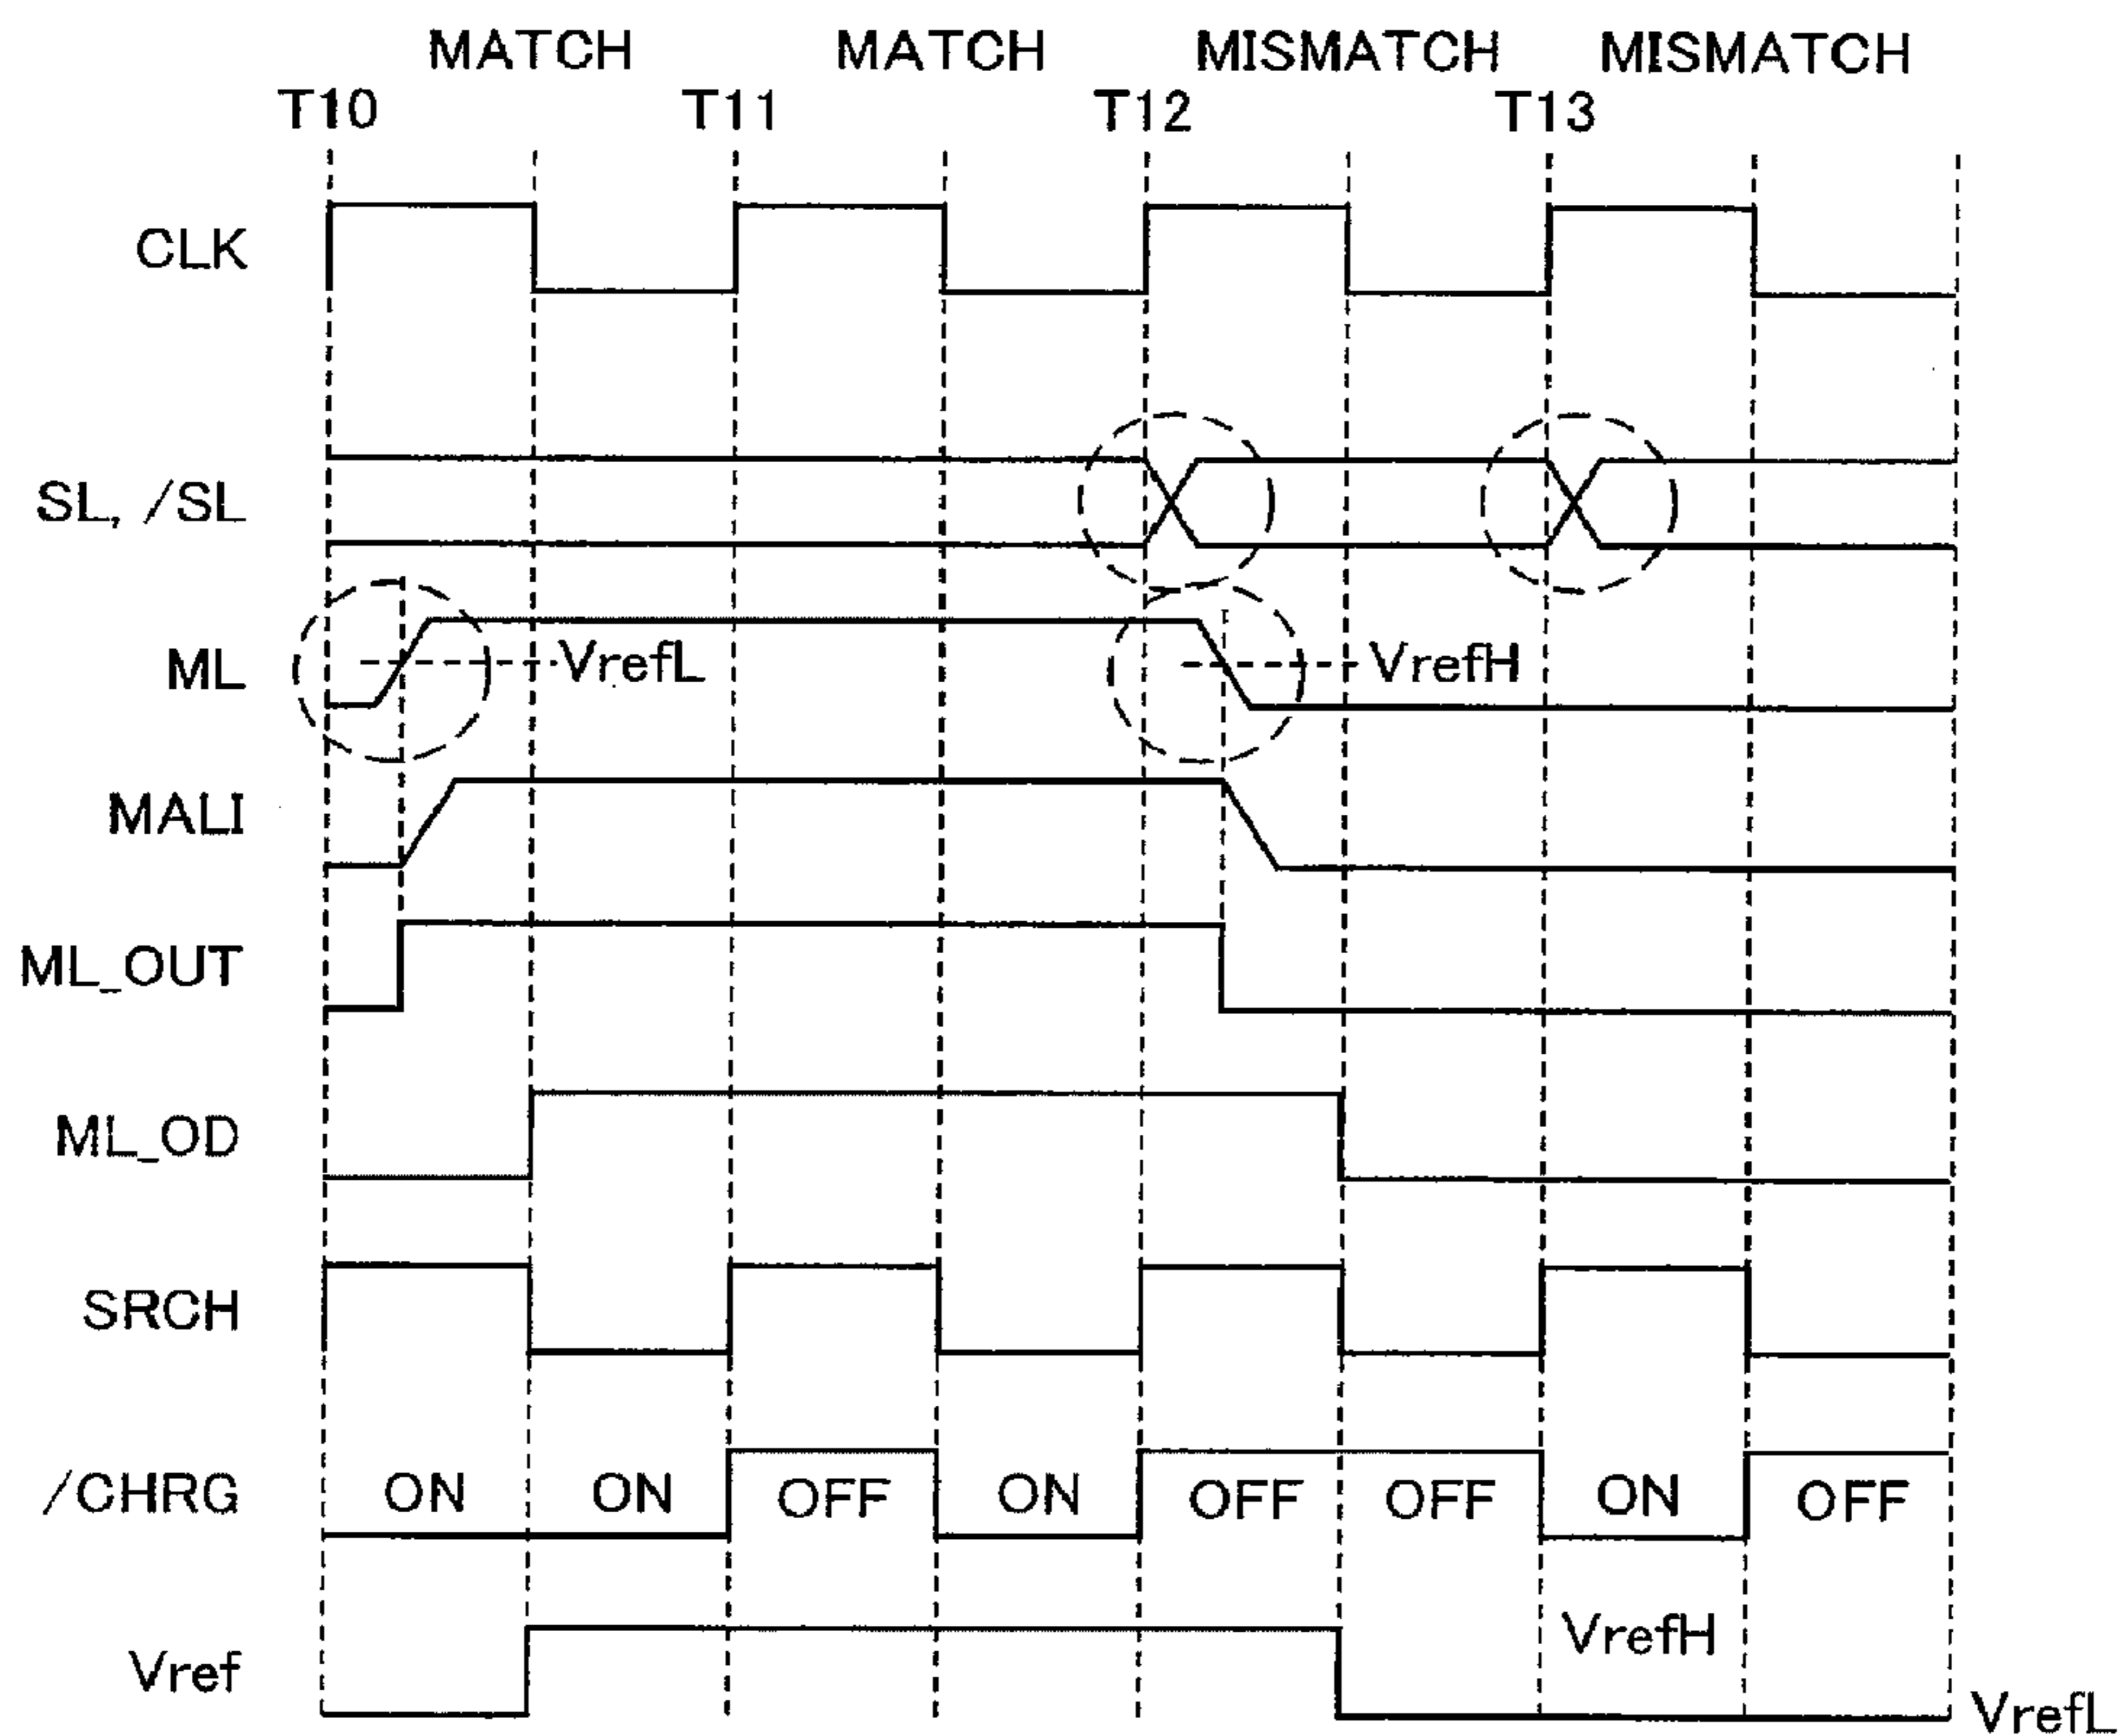 MATCH MATCH MISMATCH MISMATCH
T10 T11 T12 T13
CLK
SL, /SL
ML VrefL VrefH
MALI
ML_OUT
ML_OD
SRCH
/CHRG ON ON OFF ON OFF OFF ON OFF
VrefH
Vref
VrefL